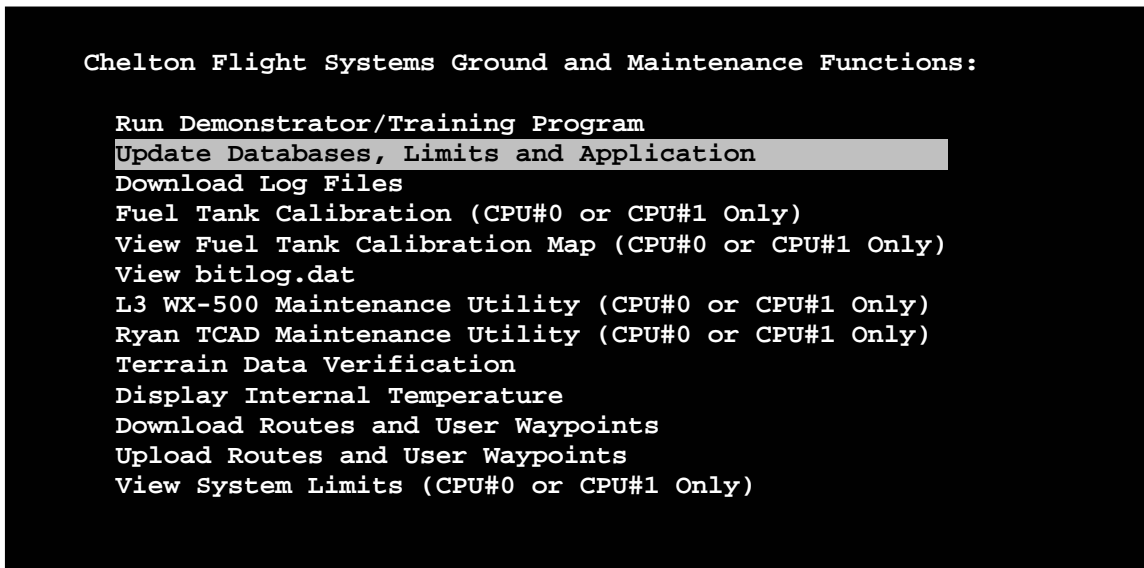 Chelton Flight Systems Ground and Maintenance Functions:
Run Demonstrator/Training Program
Update Databases, Limits and Application
Download Log Files
Fuel Tank Calibration (CPU#0 or CPU#1 Only)
View Fuel Tank Calibration Map (CPU#0 or CPU#1 Only)
View bitlog.dat
L3 WX-500 Maintenance Utility (CPU#0 or CPU#1 Only)
Ryan TCAD Maintenance Utility (CPU#0 or CPU#1 Only)
Terrain Data Verification
Display Internal Temperature
Download Routes and User Waypoints
Upload Routes and User Waypoints
View System Limits (CPU#0 or CPU#1 Only)